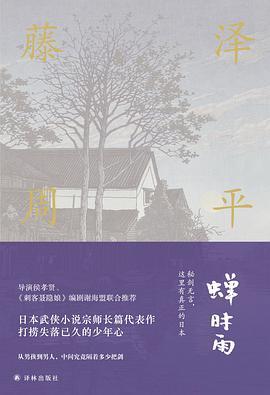 藤泽
周平
蝉时雨
秘剑无言，
这里有真正的日本
导演侯孝贤、
《刺客聂隐娘》编剧谢海盟联合推荐
日本武侠小说宗师长篇代表作
打捞失落已久的少年心
从男孩到男人，中间究竟隔着多少把剑
译林出版社